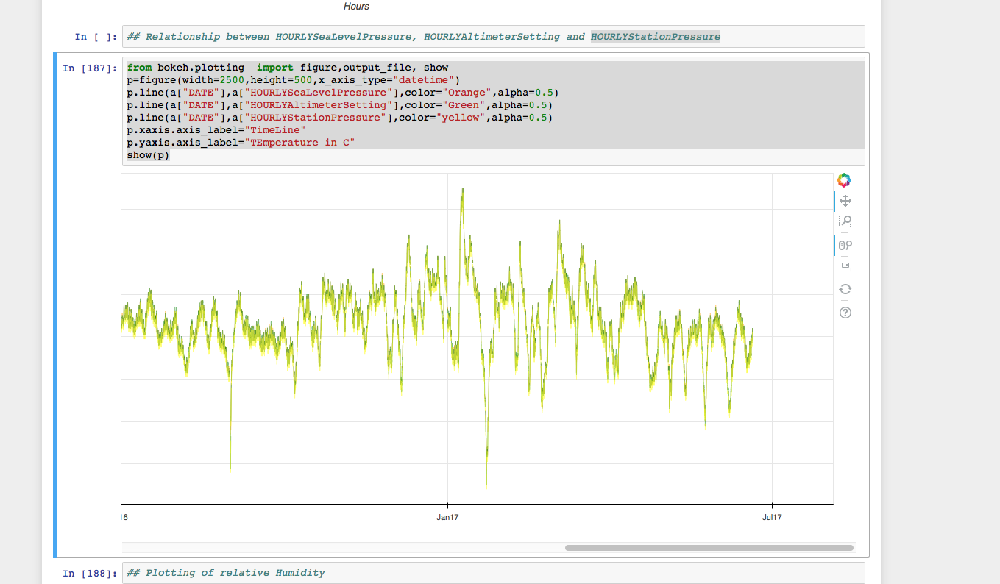 Hours
In [ ]: ## Relationship between HOURLYSeaLevelPressure, HOURLYAltimeterSetting and HOURLYStationPressure
In [187]: from bokeh.plotting  import figure,output_file, show
p=figure(width=2500,height=500,x_axis_type="datetime")
p.line(a["DATE"],a["HOURLYSeaLevelPressure"],color="Orange",alpha=0.5)
p.line(a["DATE"],a["HOURLYAltimeterSetting"],color="Green",alpha=0.5)
p.line(a["DATE"],a["HOURLYStationPressure"],color="yellow",alpha=0.5)
p.xaxis.axis_label="TimeLine"
p.yaxis.axis_label="TEmperature in C"
show(p)
?
16 Jan17 Jul17
In [188]: ## Plotting of relative Humidity